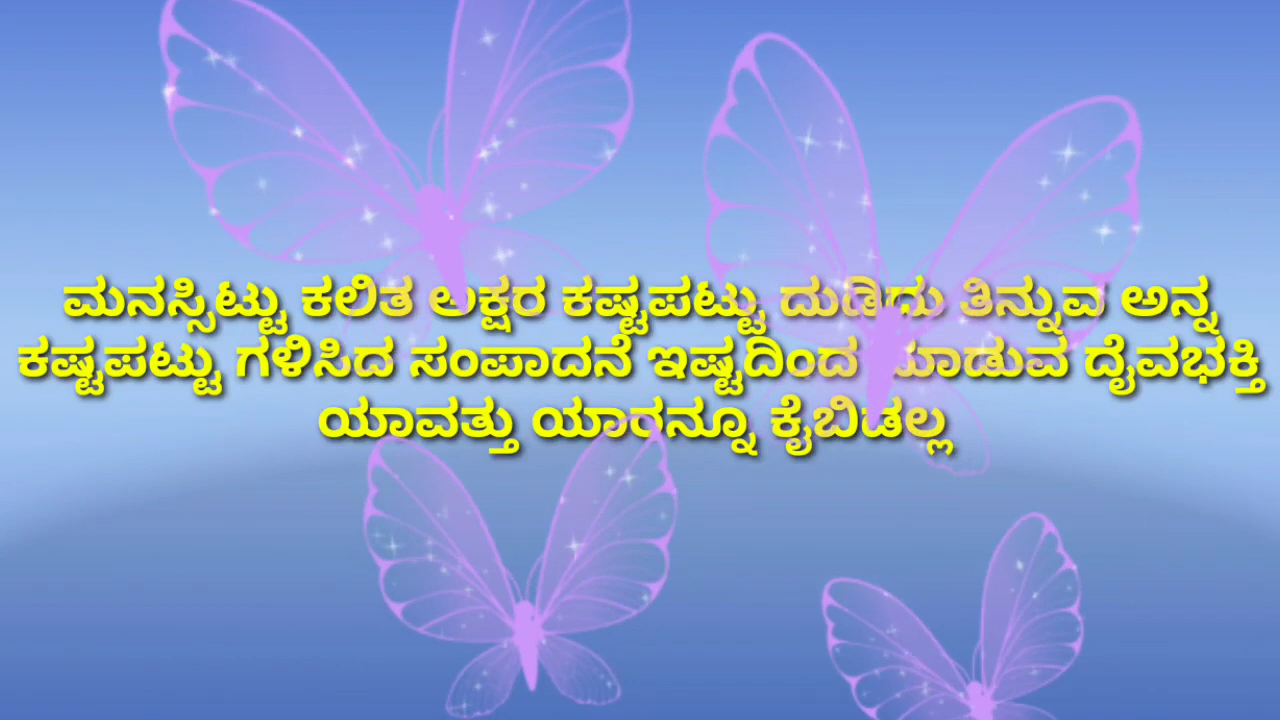 ಮನಸ್ಸಿಟ್ಟು ಕಲಿತ ಅಕ್ಷರ ಕಷ್ಟಪಟ್ಟು ದುಡಿದು ತಿನ್ನುವ ಅನ್ನ
ಕಷ್ಟಪಟ್ಟು ಗಳಿಸಿದ ಸಂಪಾದನೆ ಇಷ್ಟದಿಂದ ಮಾಡುವ ದೈವಭಕ್ತಿ
ಯಾವತ್ತು ಯಾರನ್ನೂ ಕೈಬಿಡಲ್ಲ